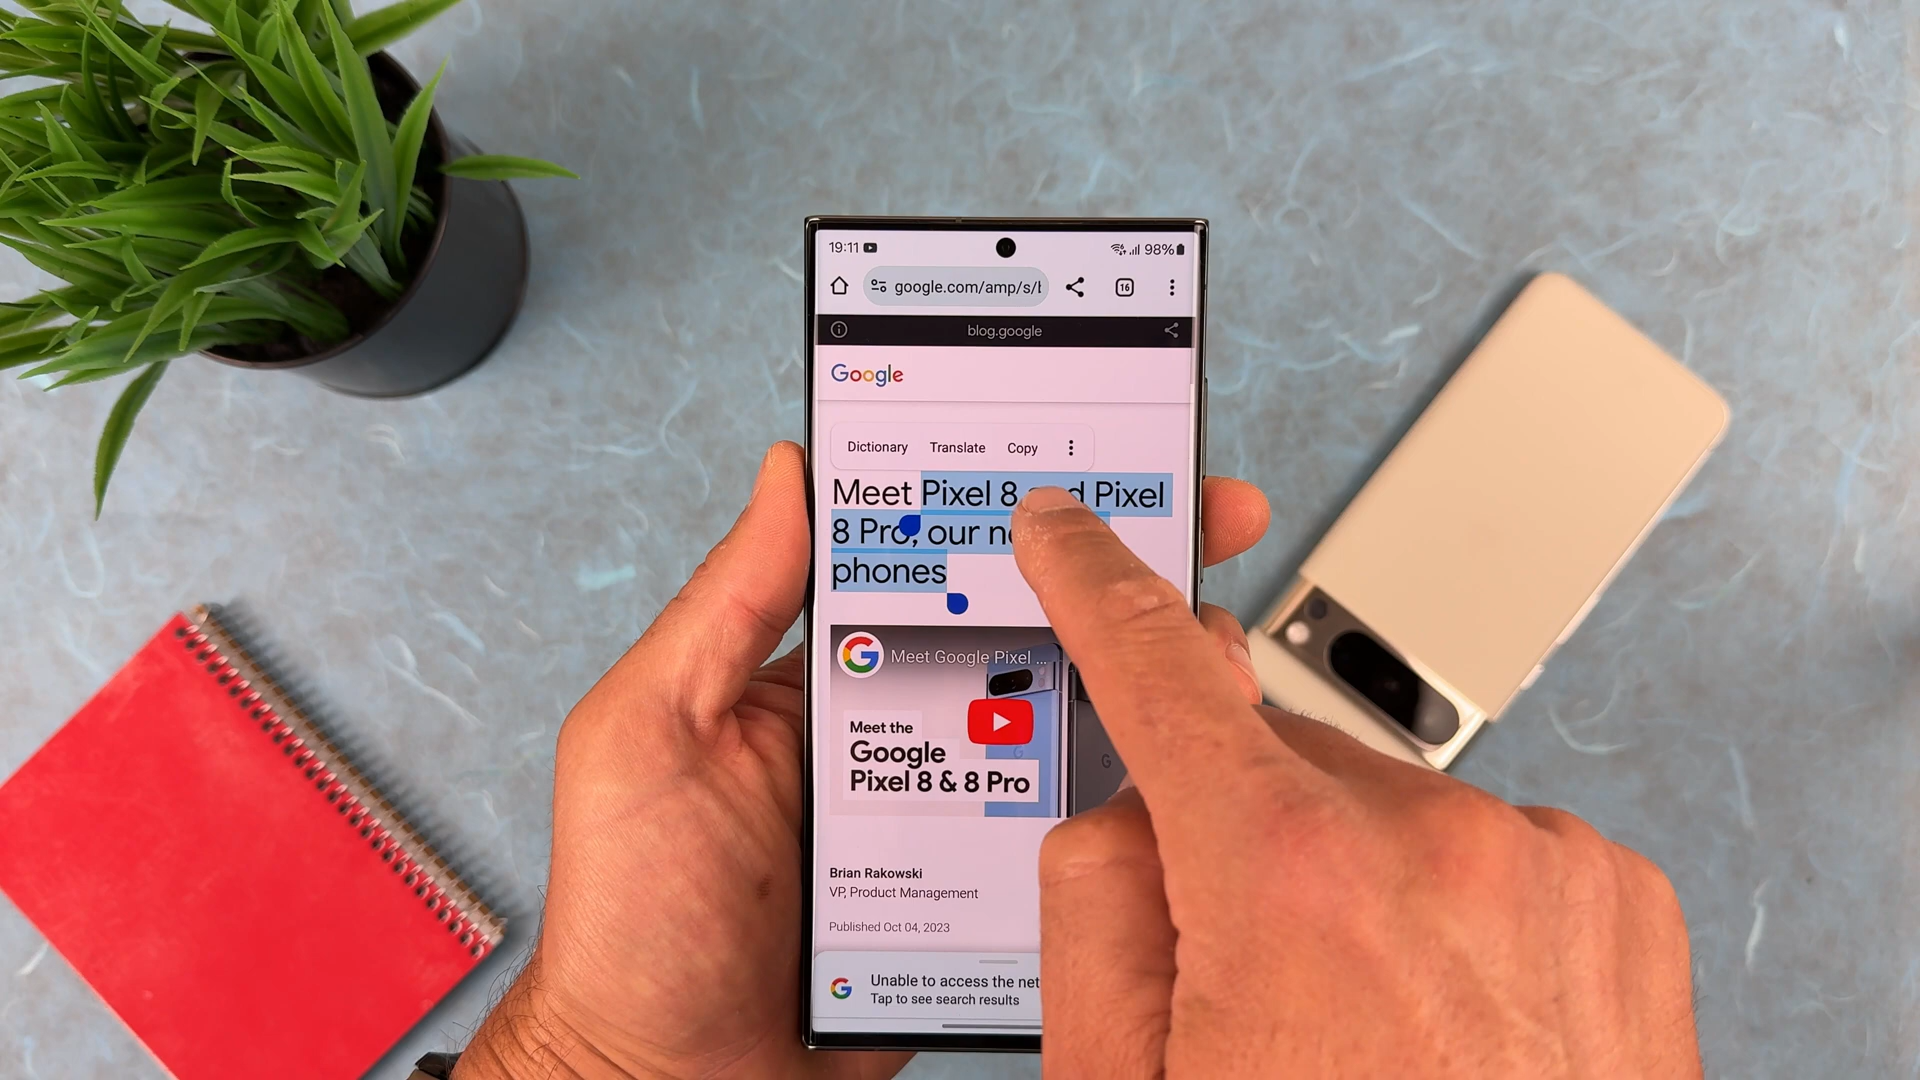 19:11 98%
google.com/amp/s/
16
blog.google
Google
Dictionary Translate Copy
Meet Pixel 8 and Pixel
8 Pro, our
phones
Meet Google Pixel ...
Meet the
Google
Pixel 8 & 8 Pro
Brian Rakowski
VP, Product Management
Published Oct 04, 2023
Unable to access the net
Tap to see search results